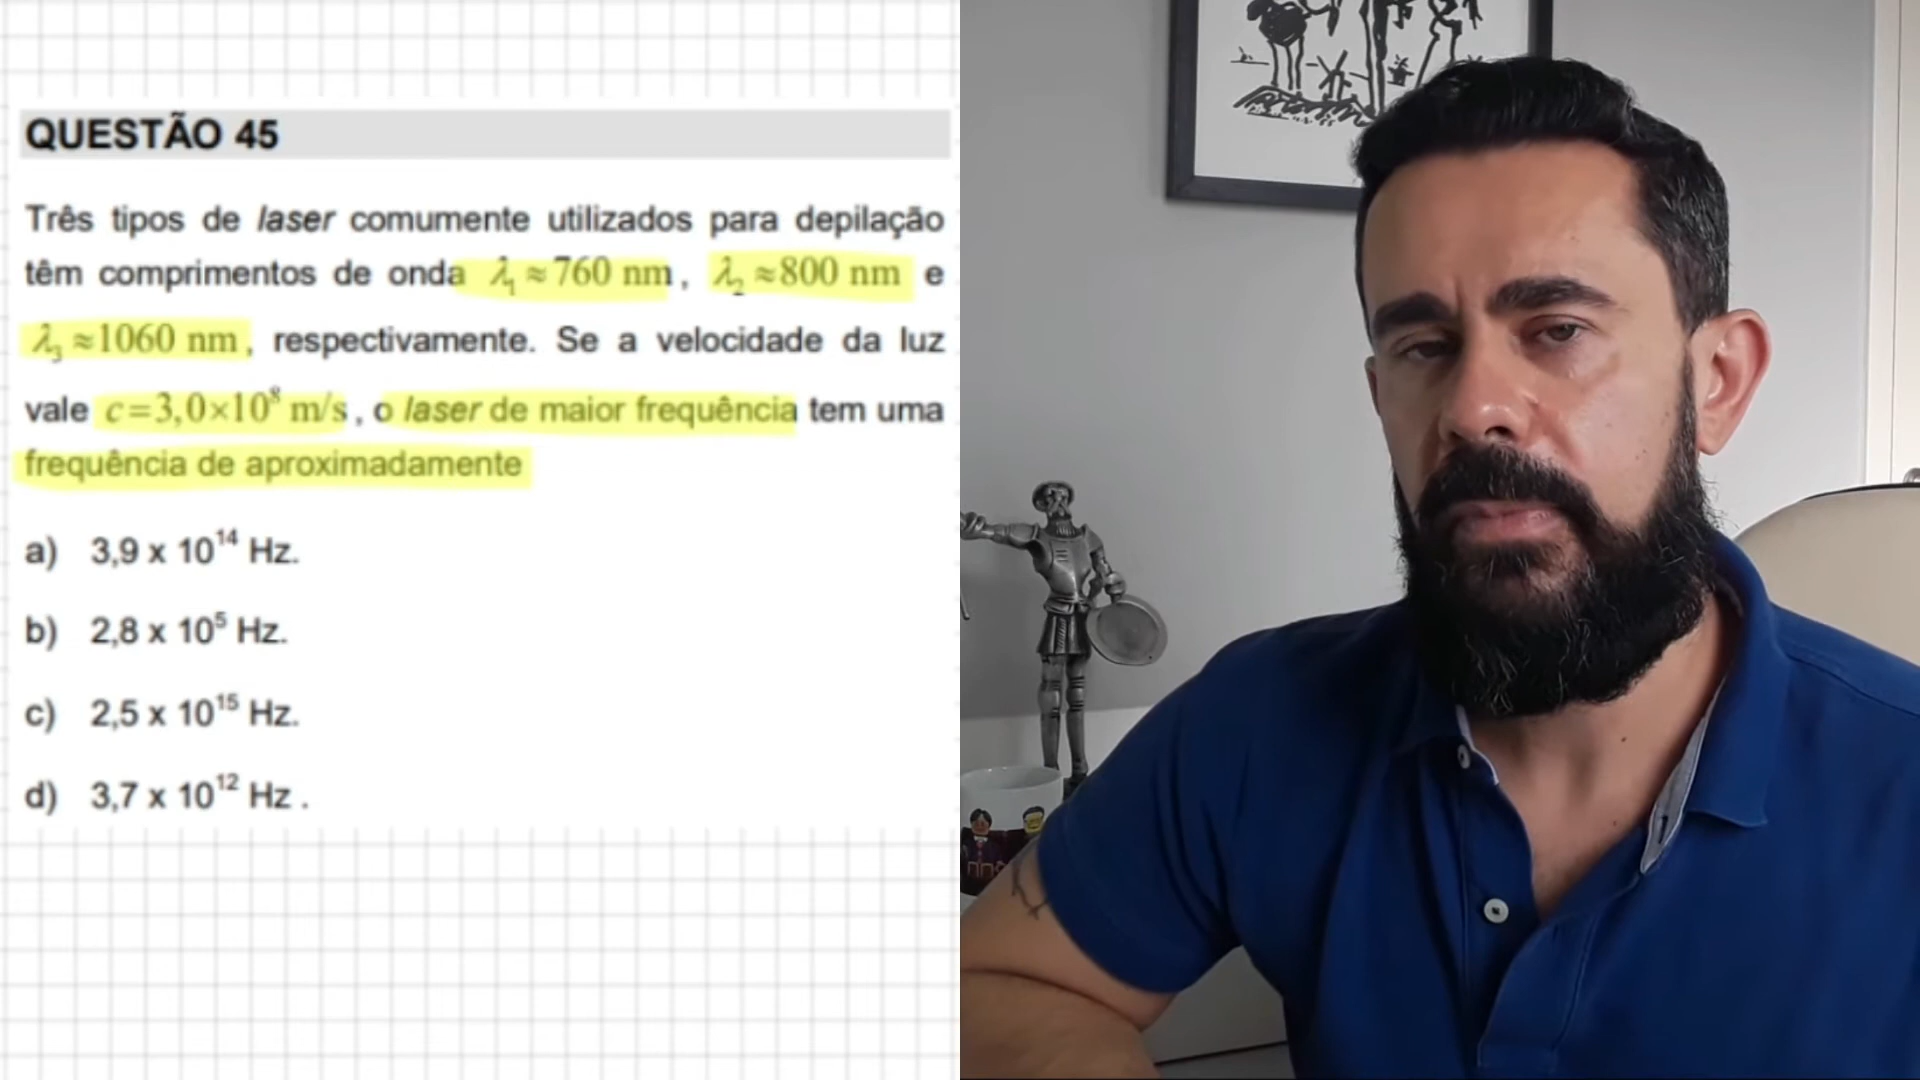 QUESTÃO 45
Três tipos de laser comumente utilizados para depilação
têm comprimentos de onda λ₁ ≈ 760 nm, λ₂ ≈ 800 nm e
λ₃ ≈ 1060 nm, respectivamente. Se a velocidade da luz
vale c = 3,0×10⁸ m/s, o laser de maior frequência tem uma
frequência de aproximadamente
a) 3,9 x 10¹⁴ Hz.
b) 2,8 x 10⁵ Hz.
c) 2,5 x 10¹⁵ Hz.
d) 3,7 x 10¹² Hz .